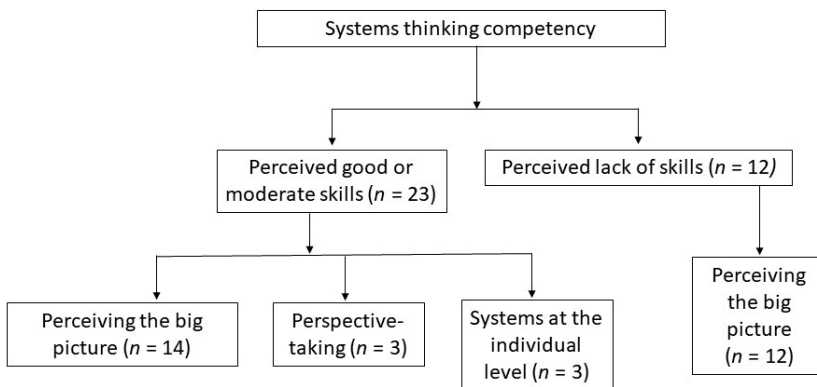 Systems thinking competency
Perceived good or
moderate skills (n = 23)
Perceived lack of skills (n = 12)
Perceiving the big
picture (n = 14)
Perspective-
taking (n = 3)
Systems at the
individual
level (n = 3)
Perceiving
the big
picture
(n = 12)